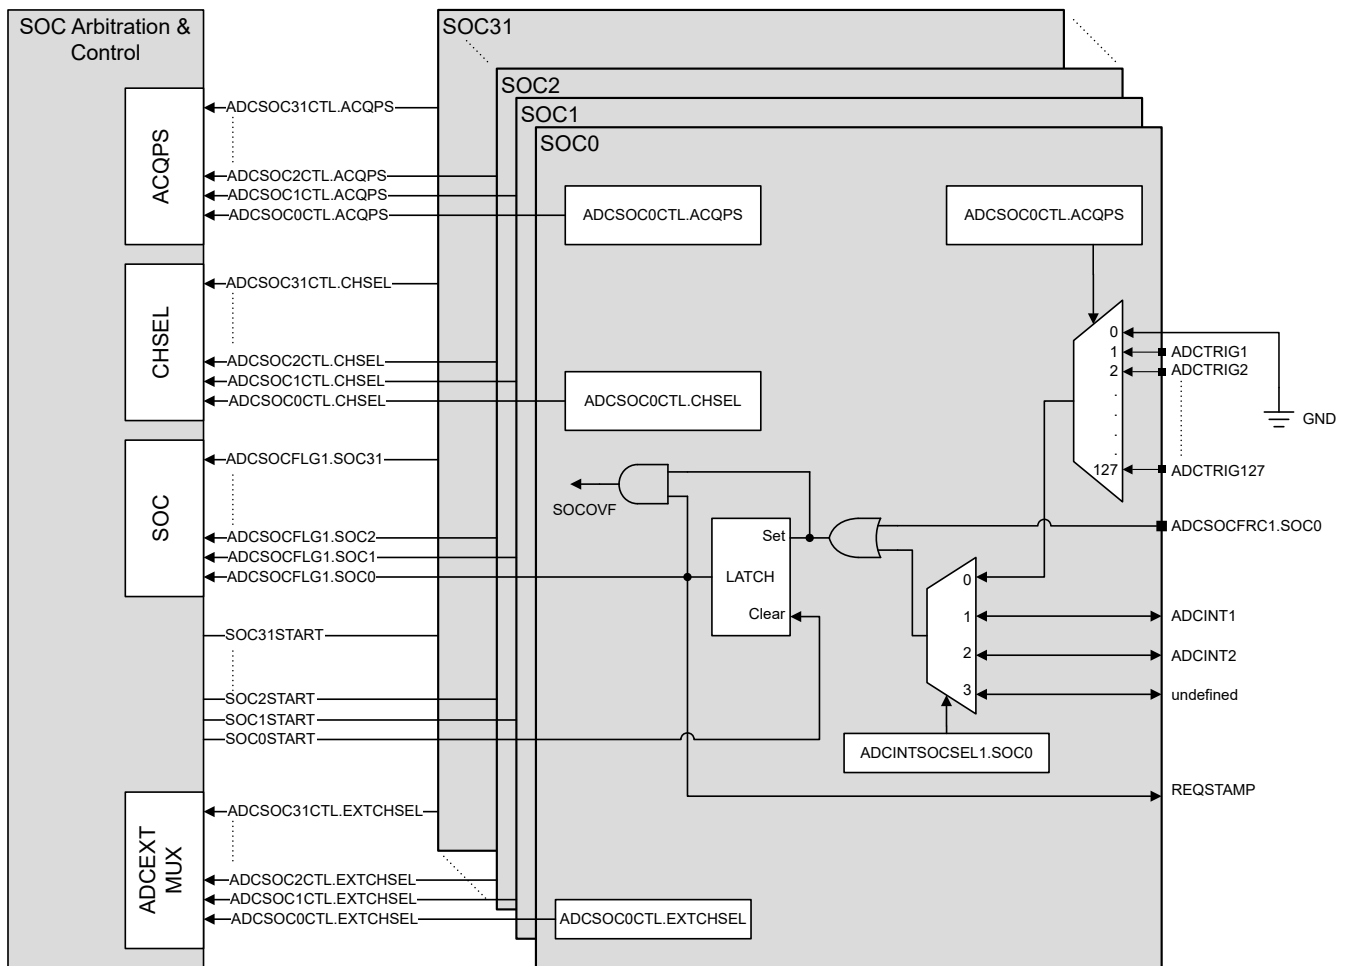 SOC Arbitration &
Control
ACQPS
ADCSOC31CTL.ACQPS
ADCSOC2CTL.ACQPS
ADCSOC1CTL.ACQPS
ADCSOC0CTL.ACQPS
CHSEL
ADCSOC31CTL.CHSEL
ADCSOC2CTL.CHSEL
ADCSOC1CTL.CHSEL
ADCSOC0CTL.CHSEL
SOC
ADCSOCFLG1.SOC31
ADCSOCFLG1.SOC2
ADCSOCFLG1.SOC1
ADCSOCFLG1.SOC0
SOC31START
SOC2START
SOC1START
SOC0START
ADCEXT
MUX
ADCSOC31CTL.EXTCHSEL
ADCSOC2CTL.EXTCHSEL
ADCSOC1CTL.EXTCHSEL
ADCSOC0CTL.EXTCHSEL
SOC31
SOC2
SOC1
SOC0
ADCSOC0CTL.ACQPS
ADCSOC0CTL.ACQPS
ADCSOC0CTL.CHSEL
0
1
2
127
ADCTRIG1
ADCTRIG2
GND
ADCTRIG127
SOCOVF
Set
LATCH
Clear
ADCSOCFRC1.SOC0
0
1
2
3
ADCINT1
ADCINT2
undefined
ADCINTSOCSEL1.SOC0
REQSTAMP
ADCSOC0CTL.EXTCHSEL